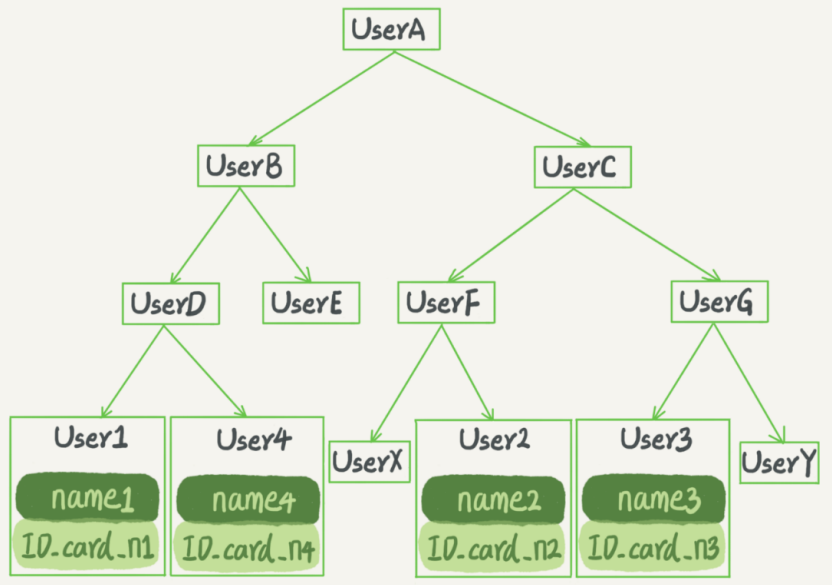 UserA
UserB
UserC
UserD
UserE
UserF
UserG
User1
User4
UserX
User2
User3
UserY
name1
name4
name2
name3
ID_card_n1
ID_card_n4
ID_card_n2
ID_card_n3